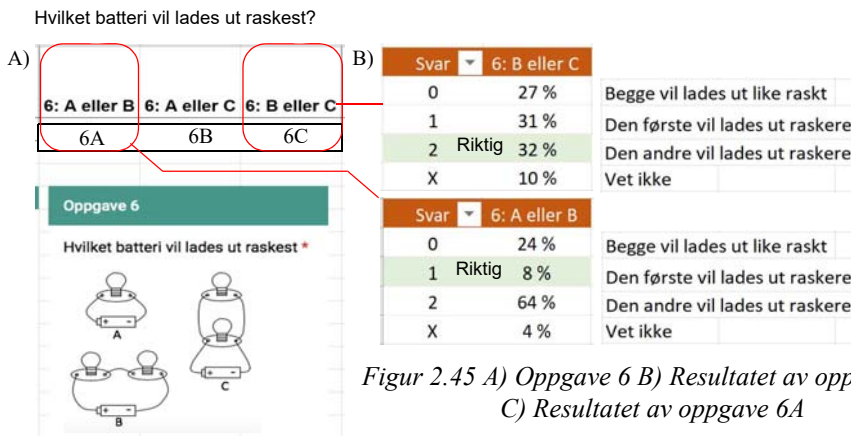 Hvilket batteri vil lades ut raskest?
A)
6: A eller B 6: A eller C 6: B eller C
6A 6B 6C
Oppgave 6
Hvilket batteri vil lades ut raskest *
+ -
A
+ -
B
+ -
C
B)
Svar 6: B eller C
0 27 % Begge vil lades ut like raskt
1 31 % Den første vil lades ut raskere
2 Riktig 32 % Den andre vil lades ut raskere
X 10 % Vet ikke
Svar 6: A eller B
0 24 % Begge vil lades ut like raskt
1 Riktig 8 % Den første vil lades ut raskere
2 64 % Den andre vil lades ut raskere
X 4 % Vet ikke
Figur 2.45 A) Oppgave 6 B) Resultatet av opp
C) Resultatet av oppgave 6A